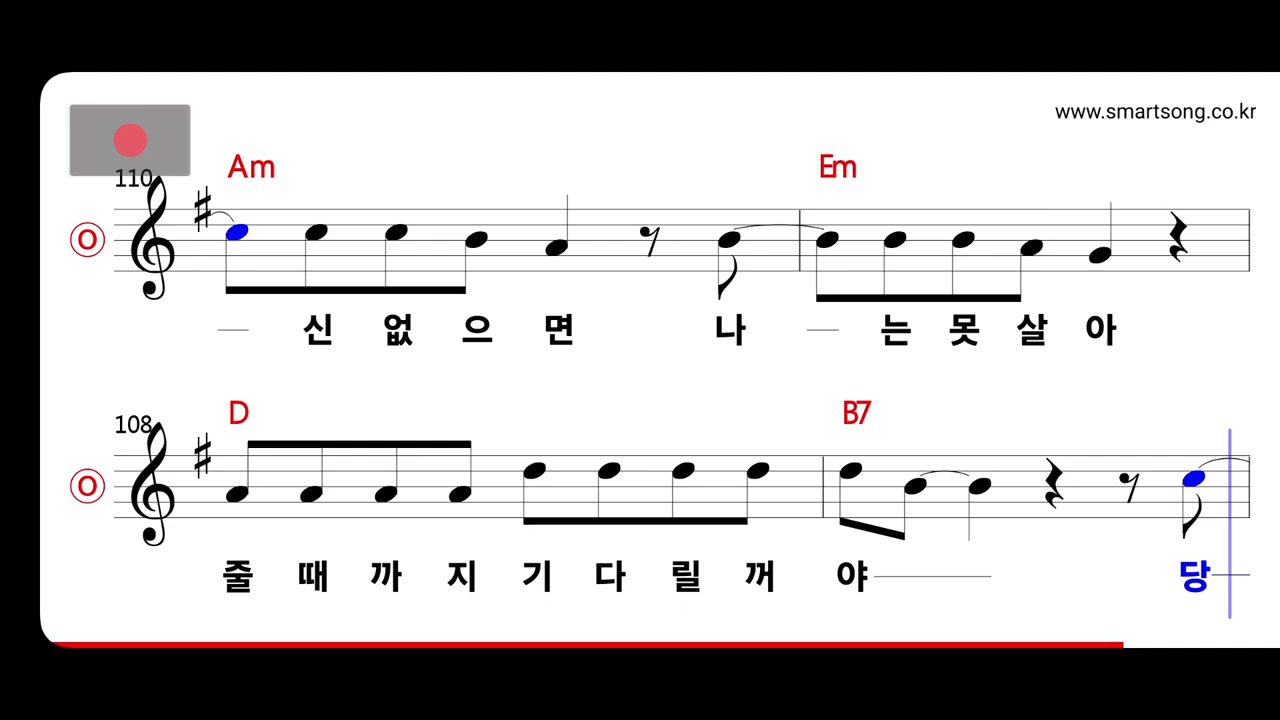 www.smartsong.co.kr
110
Am
Em
O
신 없 으 면 나 는 못 살 아
108
D
B7
O
줄 때 까 지 기 다 릴 꺼 야 당